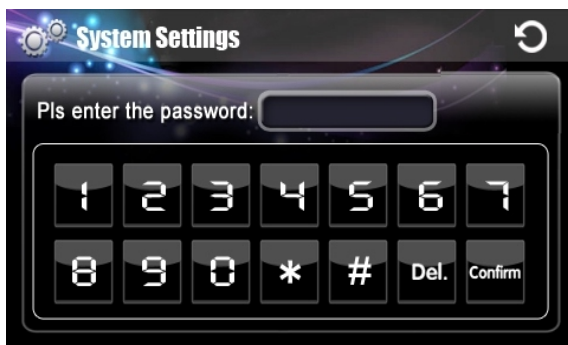 System Settings
Pls enter the password:
1 2 3 4 5 6 7
8 9 0 * # Del. Confirm